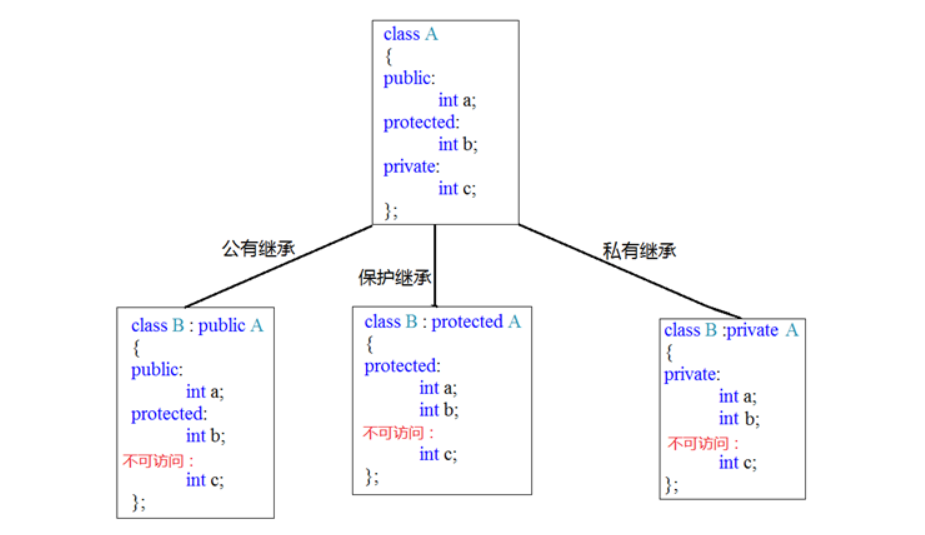 class A
{
public:
int a;
protected:
int b;
private:
int c;
};
公有继承
保护继承
私有继承
class B : public A
{
public:
int a;
protected:
int b;
不可访问：
int c;
};
class B : protected A
{
protected:
int a;
int b;
不可访问：
int c;
};
class B :private A
{
private:
int a;
int b;
不可访问：
int c;
};